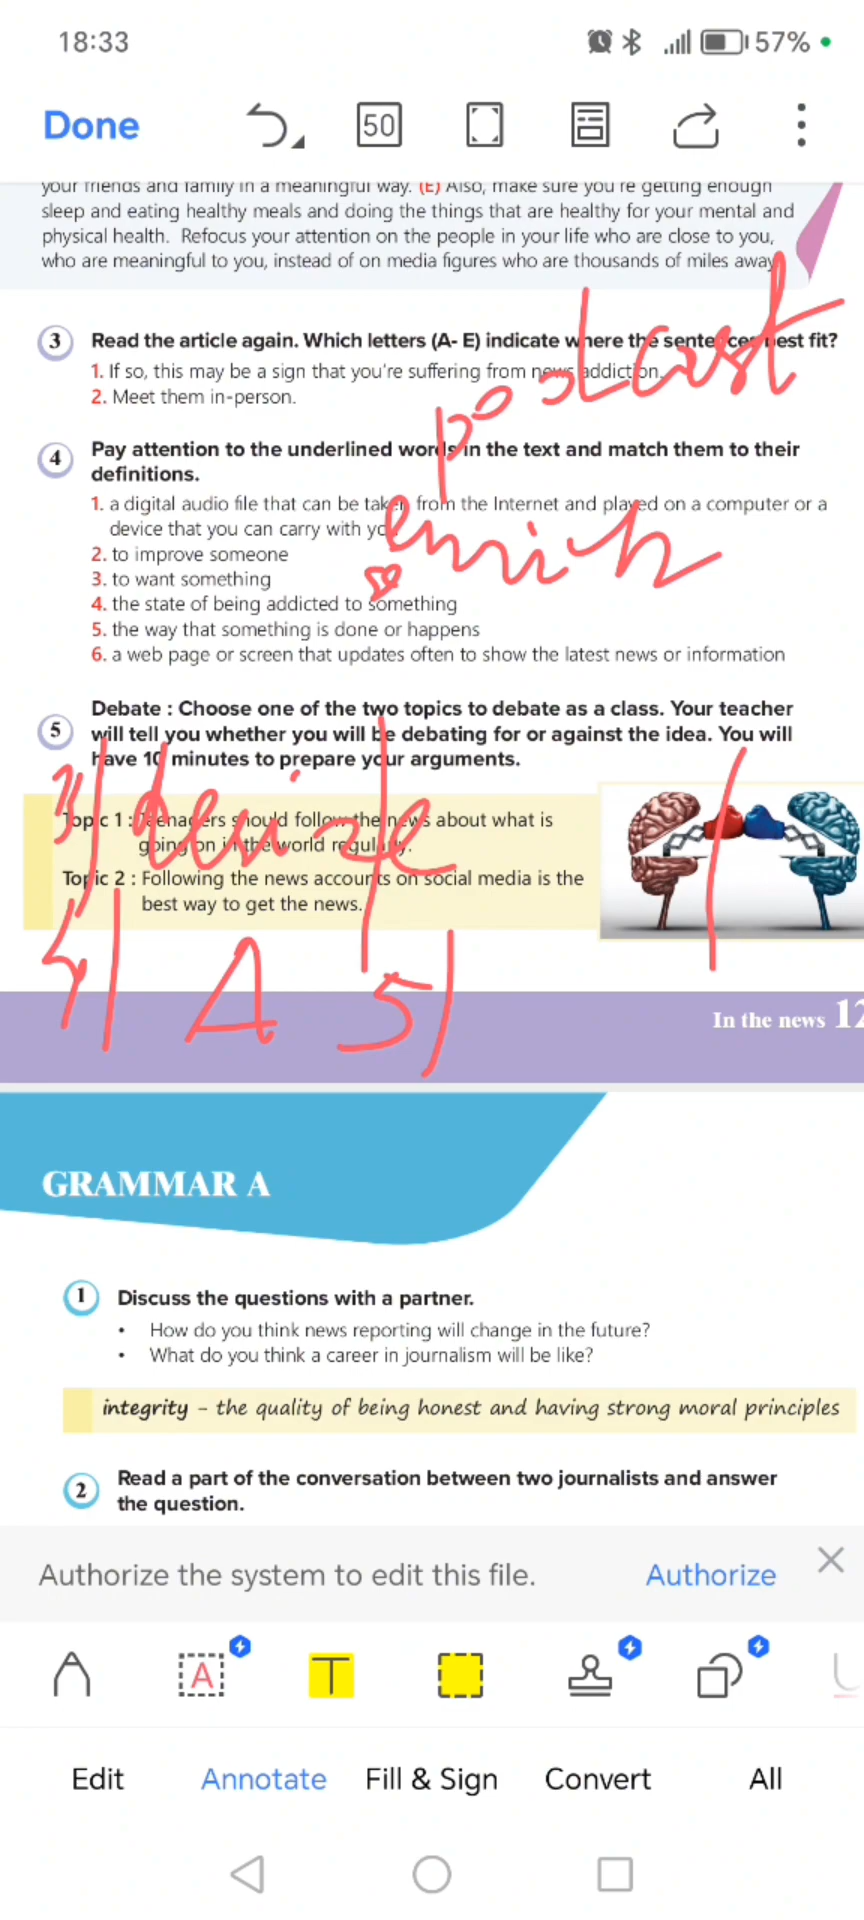 18:33
57%
Done
50
your friends and family in a meaningful way. (E) Also, make sure you're getting enough
sleep and eating healthy meals and doing the things that are healthy for your mental and
physical health. Refocus your attention on the people in your life who are close to you,
who are meaningful to you, instead of on media figures who are thousands of miles away.
3 Read the article again. Which letters (A- E) indicate where the sentences best fit?
1. If so, this may be a sign that you're suffering from news addiction.
2. Meet them in-person.
podcast
4 Pay attention to the underlined words in the text and match them to their
definitions.
1. a digital audio file that can be taken from the Internet and played on a computer or a
device that you can carry with you
enrich
2. to improve someone
3. to want something
4. the state of being addicted to something
5. the way that something is done or happens
6. a web page or screen that updates often to show the latest news or information
5 Debate : Choose one of the two topics to debate as a class. Your teacher
will tell you whether you will be debating for or against the idea. You will
have 10 minutes to prepare your arguments.
3)
Topic 1 : Teenagers should follow the news about what is
going on in the world regularly.
Topic 2 : Following the news accounts on social media is the
best way to get the news.
4) A 5)
In the news 12
GRAMMAR A
1 Discuss the questions with a partner.
• How do you think news reporting will change in the future?
• What do you think a career in journalism will be like?
integrity – the quality of being honest and having strong moral principles
2 Read a part of the conversation between two journalists and answer
the question.
Authorize the system to edit this file. Authorize
A T
Edit Annotate Fill & Sign Convert All